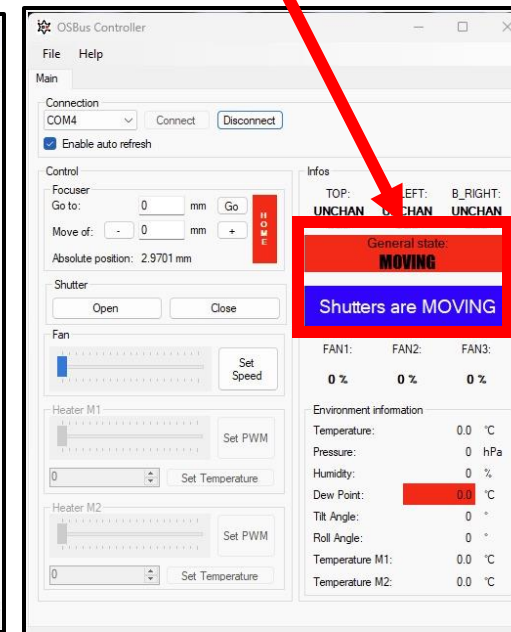 OSBus Controller
File Help
Main
Connection
COM4 Connect Disconnect
Enable auto refresh
Control
Focuser
Go to: 0 mm Go
Move of: - 0 mm +
HOME
Absolute position: 2.9701 mm
Shutter
Open Close
Fan
Set Speed
Heater M1
Set PWM
0 Set Temperature
Heater M2
Set PWM
0 Set Temperature
Infos
TOP: LEFT: B_RIGHT:
UNCHAN UNCHAN UNCHAN
General state:
MOVING
Shutters are MOVING
FAN1: FAN2: FAN3:
0 % 0 % 0 %
Environment information
Temperature: 0.0 °C
Pressure: 0 hPa
Humidity: 0 %
Dew Point: 0.0 °C
Tilt Angle: 0 °
Roll Angle: 0 °
Temperature M1: 0.0 °C
Temperature M2: 0.0 °C